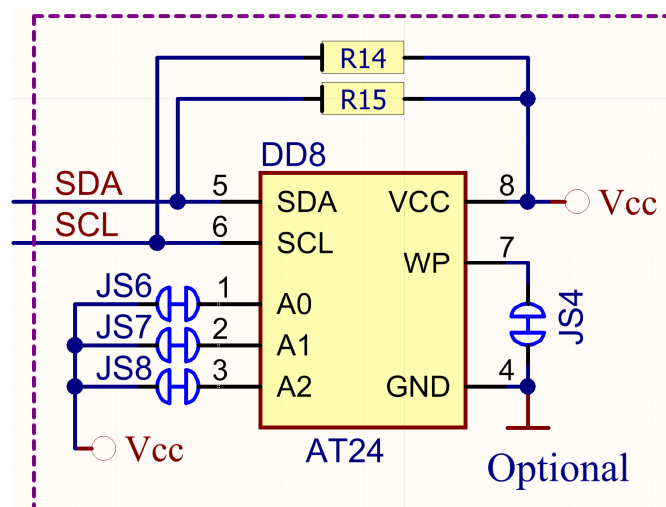 R14
R15
DD8
SDA 5 SDA VCC 8 Vcc
SCL 6 SCL WP 7
JS6 1 A0
JS7 2 A1 JS4
JS8 3 A2 GND 4
Vcc AT24 Optional